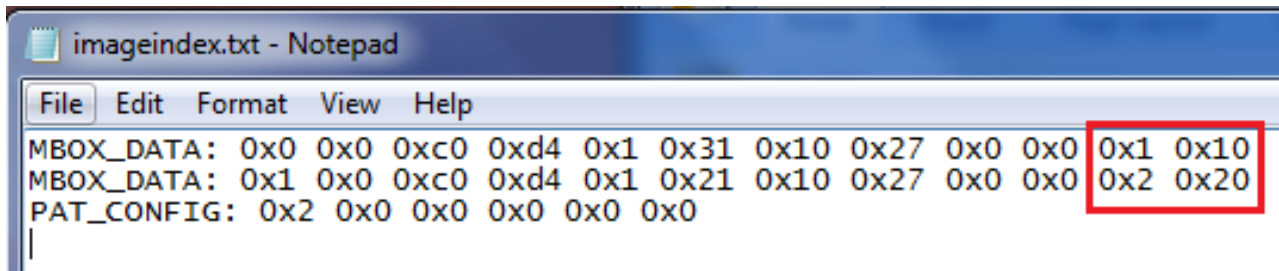 imageindex.txt - Notepad
File Edit Format View Help
MBOX_DATA: 0x0 0x0 0xc0 0xd4 0x1 0x31 0x10 0x27 0x0 0x0 0x1 0x10
MBOX_DATA: 0x1 0x0 0xc0 0xd4 0x1 0x21 0x10 0x27 0x0 0x0 0x2 0x20
PAT_CONFIG: 0x2 0x0 0x0 0x0 0x0 0x0